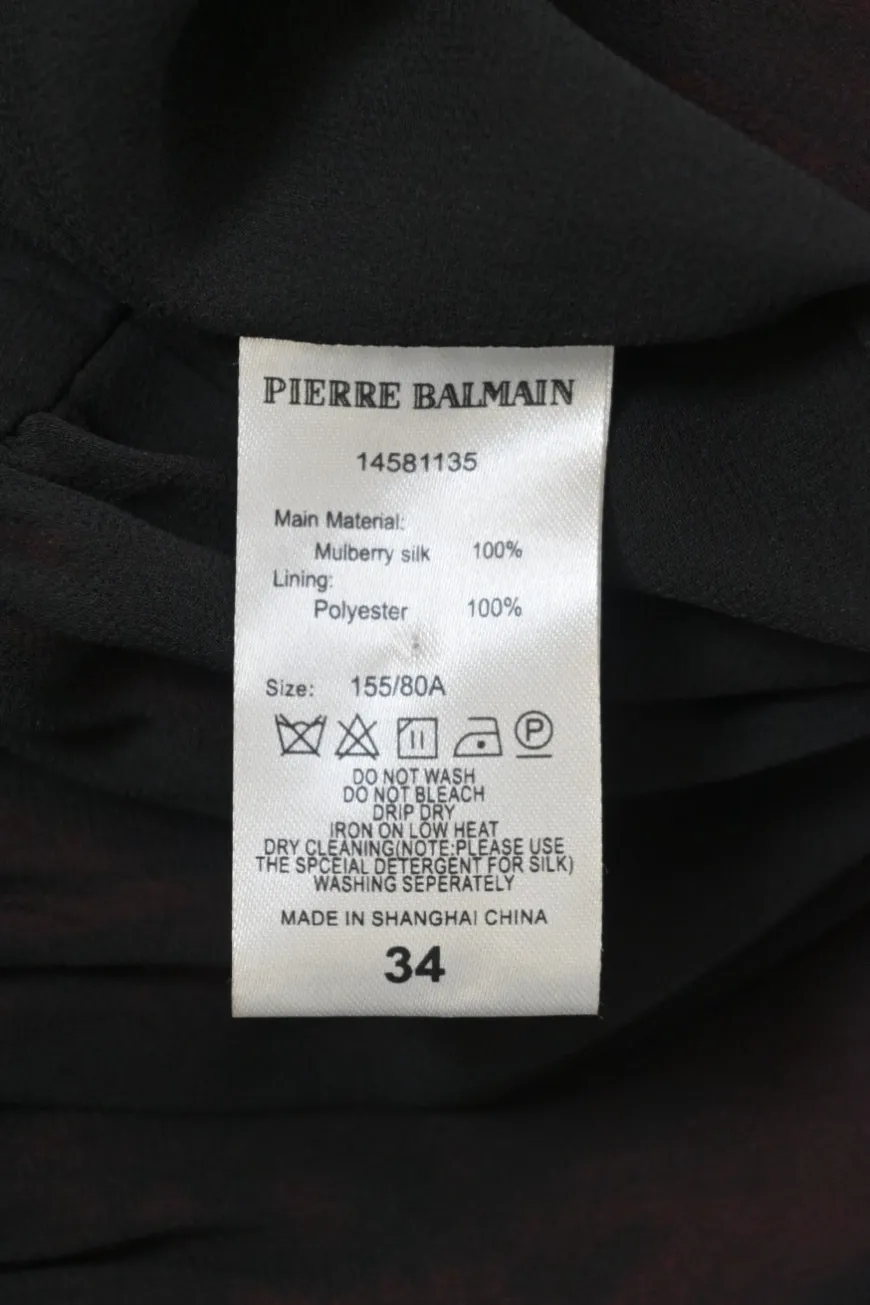 PIERRE BALMAIN
14581135
Main Material:
Mulberry silk 100%
Lining:
Polyester 100%
Size: 155/80A
P
DO NOT WASH
DO NOT BLEACH
DRIP DRY
IRON ON LOW HEAT
DRY CLEANING(NOTE:PLEASE USE
THE SPCEIAL DETERGENT FOR SILK)
WASHING SEPERATELY
MADE IN SHANGHAI CHINA
34